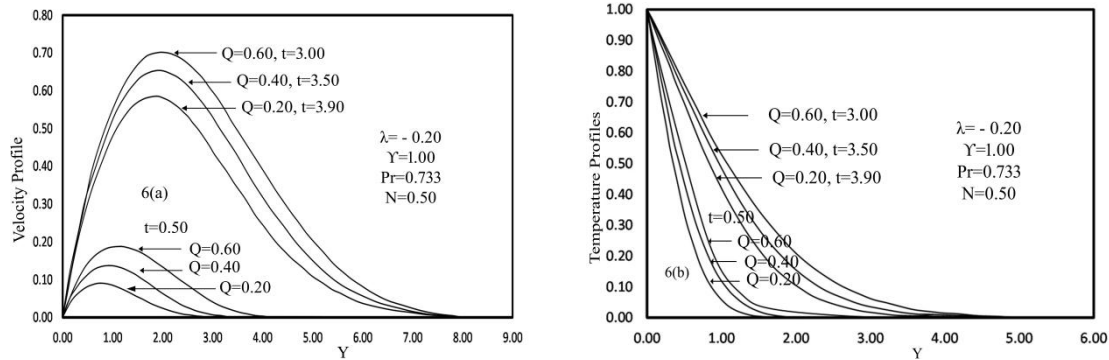 0.80
0.70
0.60
0.50
0.40
0.30
0.20
0.10
0.00
Velocity Profile
Q=0.60, t=3.00
Q=0.40, t=3.50
Q=0.20, t=3.90
λ= - 0.20
ϒ=1.00
Pr=0.733
N=0.50
6(a)
t=0.50
Q=0.60
Q=0.40
Q=0.20
0.00 1.00 2.00 3.00 4.00 5.00 6.00 7.00 8.00 9.00
Y
1.00
0.90
0.80
0.70
0.60
0.50
0.40
0.30
0.20
0.10
0.00
Temperature Profiles
Q=0.60, t=3.00
Q=0.40, t=3.50
Q=0.20, t=3.90
λ= - 0.20
ϒ=1.00
Pr=0.733
N=0.50
t=0.50
Q=0.60
Q=0.40
Q=0.20
6(b)
0.00 1.00 2.00 3.00 4.00 5.00 6.00
Y